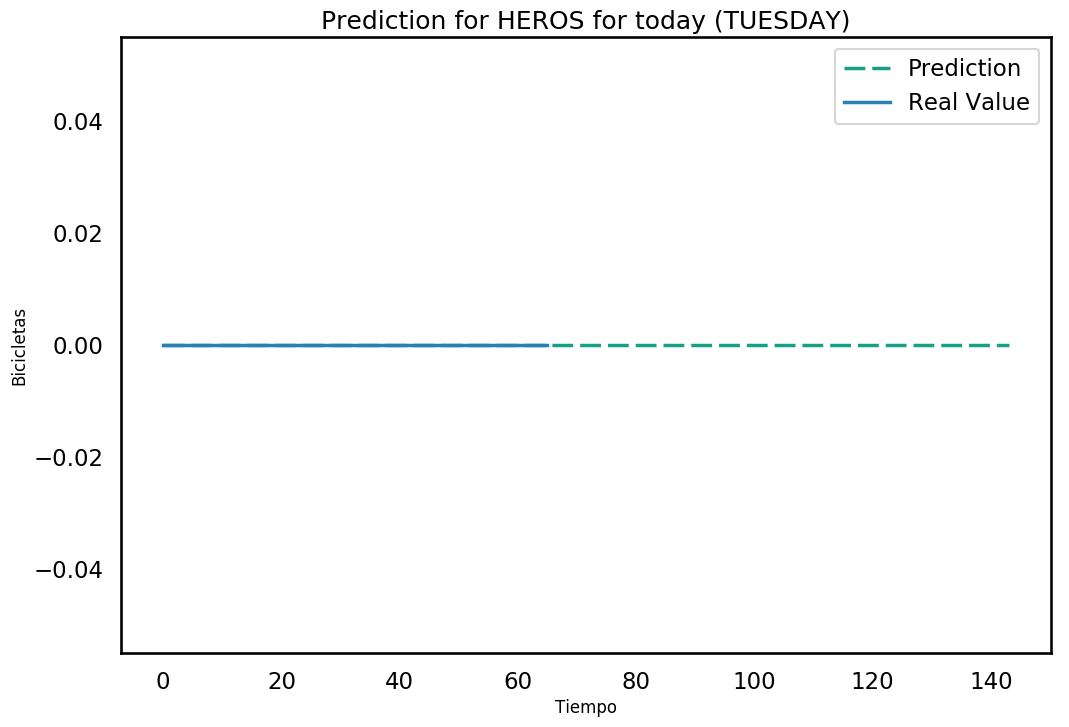 Prediction for HEROS for today (TUESDAY)
Prediction
Real Value
0.04
0.02
0.00
−0.02
−0.04
Bicicletas
0 20 40 60 80 100 120 140
Tiempo